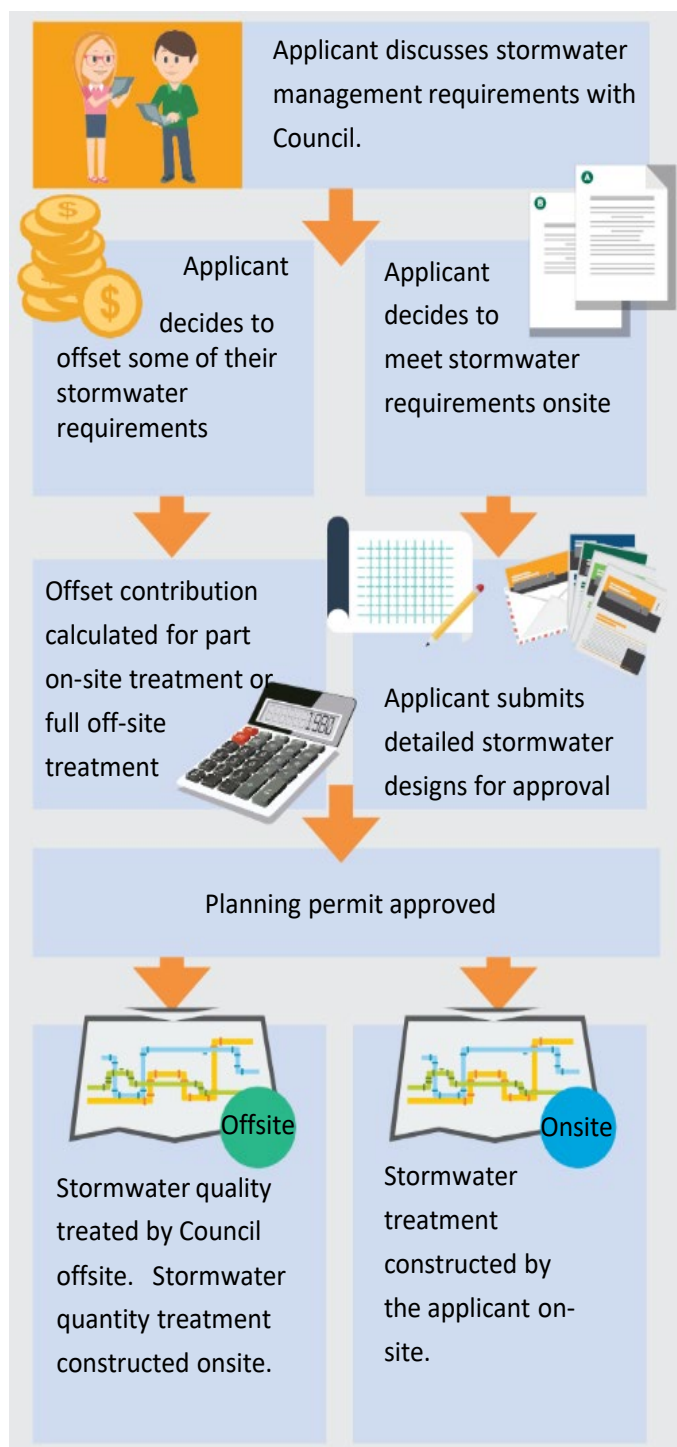 Applicant discusses stormwater
management requirements with
Council.
$
$
$
Applicant
decides to
offset some of their
stormwater
requirements
B
A
Applicant
decides to
meet stormwater
requirements onsite
Offset contribution
calculated for part
on-site treatment or
full off-site
treatment
1980
Applicant submits
detailed stormwater
designs for approval
Planning permit approved
Offsite
Stormwater quality
treated by Council
offsite. Stormwater
quantity treatment
constructed onsite.
Onsite
Stormwater
treatment
constructed by
the applicant on-
site.